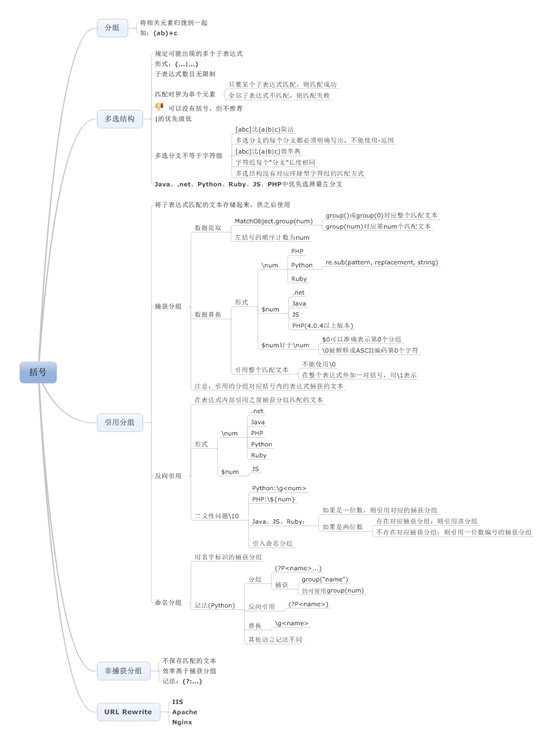 括号
分组
将相关元素归拢到一起
如：(ab)+c
多选结构
规定可能出现的多个子表达式
形式：(...|...)
子表达式数目无限制
匹配时视为单个元素
只要某个子表达式匹配，则匹配成功
全部子表达式不匹配，则匹配失败
可以没有括号，但不推荐
|的优先级低
多选分支不等于字符组
[abc]比(a|b|c)简洁
多选结构的每个分支都必须明确写出，不能使用-范围
[abc]比(a|b|c)效率高
字符组每个“分支”长度相同
多选结构没有对应排除型字符组的匹配方式
Java、.net、Python、Ruby、JS、PHP中优先选择最左分支
引用分组
捕获分组
将子表达式匹配的文本存储起来，供之后使用
数据提取
MatchObject.group(num)
group()或group(0)对应整个匹配文本
group(num)对应第num个匹配文本
左括号的顺序计数为num
数据替换
形式
\num
PHP
Python
re.sub(pattern, replacement, string)
Ruby
$num
.net
Java
JS
PHP(4.0.4以上版本)
$num好于\num
$0可以准确表示第0个分组
\0被解释成ASCII编码第0个字符
引用整个匹配文本
不能使用\0
在整个表达式外加一对括号，用\1表示
注意：引用的分组对应括号内的表达式捕获的文本
反向引用
在表达式内部引用之前捕获分组匹配的文本
形式
\num
.net
Java
PHP
Python
Ruby
$num
JS
二义性问题\10
Python:\g<num>
PHP:\${num}
Java、JS、Ruby：
如果是一位数，则引用对应的捕获分组
如果是两位数
存在对应捕获分组：则引用该分组
不存在对应捕获分组：则引用一位数编号的捕获分组
引入命名分组
命名分组
用名字标识的捕获分组
记法(Python)
分组
(?P<name>...)
捕获
group("name")
仍可使用group(num)
反向引用
(?P=name)
替换
\g<name>
其他语言记法不同
非捕获分组
不保存匹配的文本
效率高于捕获分组
记法：(?:...)
URL Rewrite
IIS
Apache
Nginx